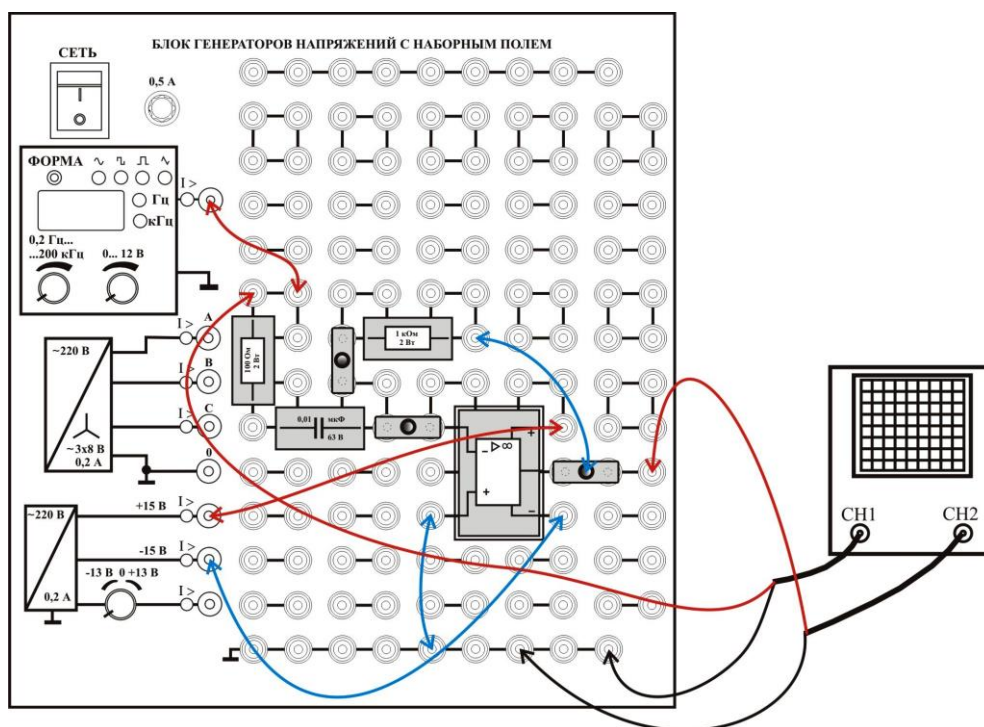 БЛОК ГЕНЕРАТОРОВ НАПРЯЖЕНИЙ С НАБОРНЫМ ПОЛЕМ
СЕТЬ
0,5 А
ФОРМА
I >
Гц
кГц
0,2 Гц...
...200 кГц
0... 12 В
~220 В
I >
A
I >
B
I >
C
0
~3x8 В
0,2 А
100 Ом
2 Вт
1 кОм
2 Вт
0,01 мкФ
63 В
- ▷ ∞ +
+ −
~220 В
+15 В
I >
-15 В
I >
-13 В 0 +13 В
I >
0,2 А
CH1
CH2